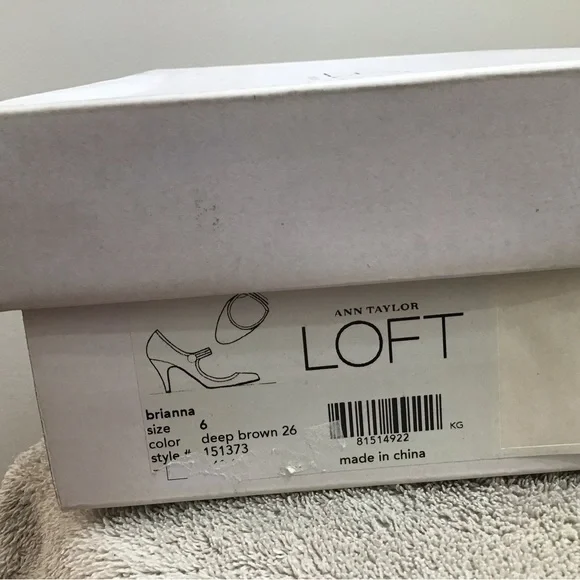 ANN TAYLOR
LOFT
brianna
size 6
color deep brown 26
style # 151373
81514922
KG
made in china